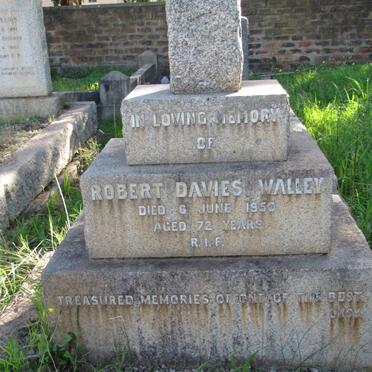 IN LOVING MEMORY
OF
ROBERT DAVIES WALLEY
DIED 6 JUNE 1950
AGED 72 YEARS
R.I.P.
TREASURED MEMORIES OF ONE OF THE BEST